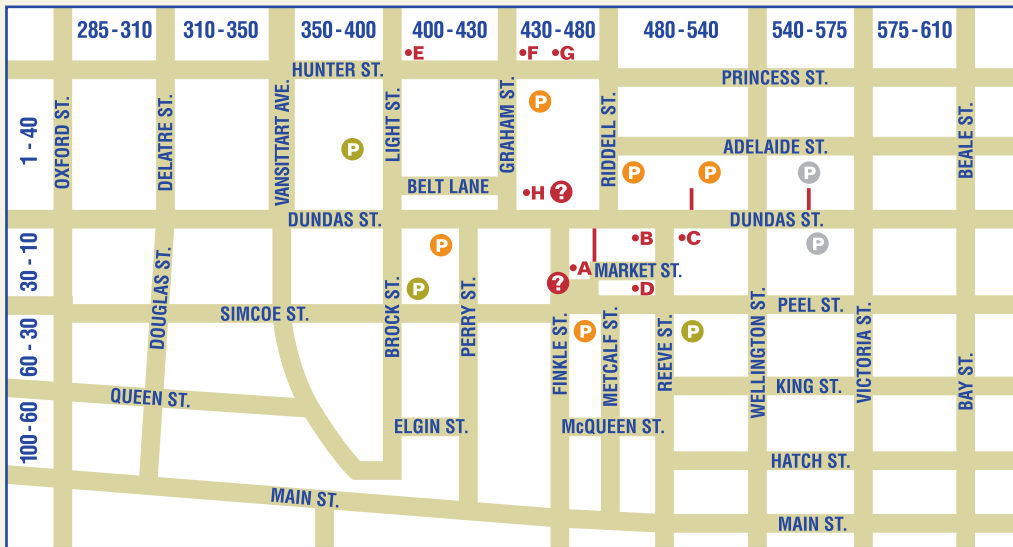 285-310 310-350 350-400 400-430 430-480 480-540 540-575 575-610
•E •F •G
HUNTER ST.
PRINCESS ST.
OXFORD ST.
DELATRE ST.
VANSITTART AVE.
LIGHT ST.
GRAHAM ST.
RIDDELL ST.
BEALE ST.
1-40
P
P
ADELAIDE ST.
P P P
BELT LANE
•H ?
DUNDAS ST.
DUNDAS ST.
30-10
P
•B •C
P
•A MARKET ST.
P
?
•D
DOUGLAS ST.
BROCK ST.
PERRY ST.
FINKLE ST.
METCALF ST.
REEVE ST.
WELLINGTON ST.
VICTORIA ST.
BAY ST.
SIMCOE ST.
PEEL ST.
60-30
P P
QUEEN ST.
KING ST.
100-60
ELGIN ST.
McQUEEN ST.
HATCH ST.
MAIN ST.
MAIN ST.